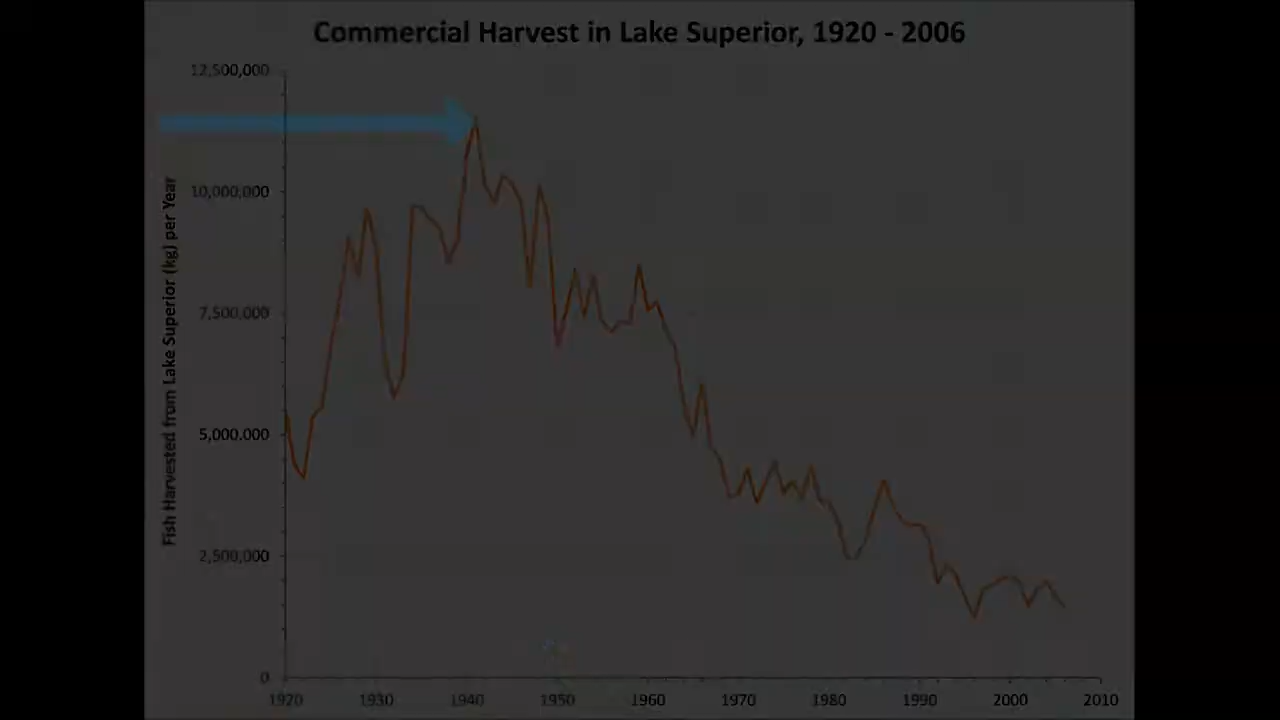 Commercial Harvest in Lake Superior, 1920 - 2006
Fish Harvested from Lake Superior (kg) per Year
12,500,000
10,000,000
7,500,000
5,000,000
2,500,000
0
1920 1930 1940 1950 1960 1970 1980 1990 2000 2010